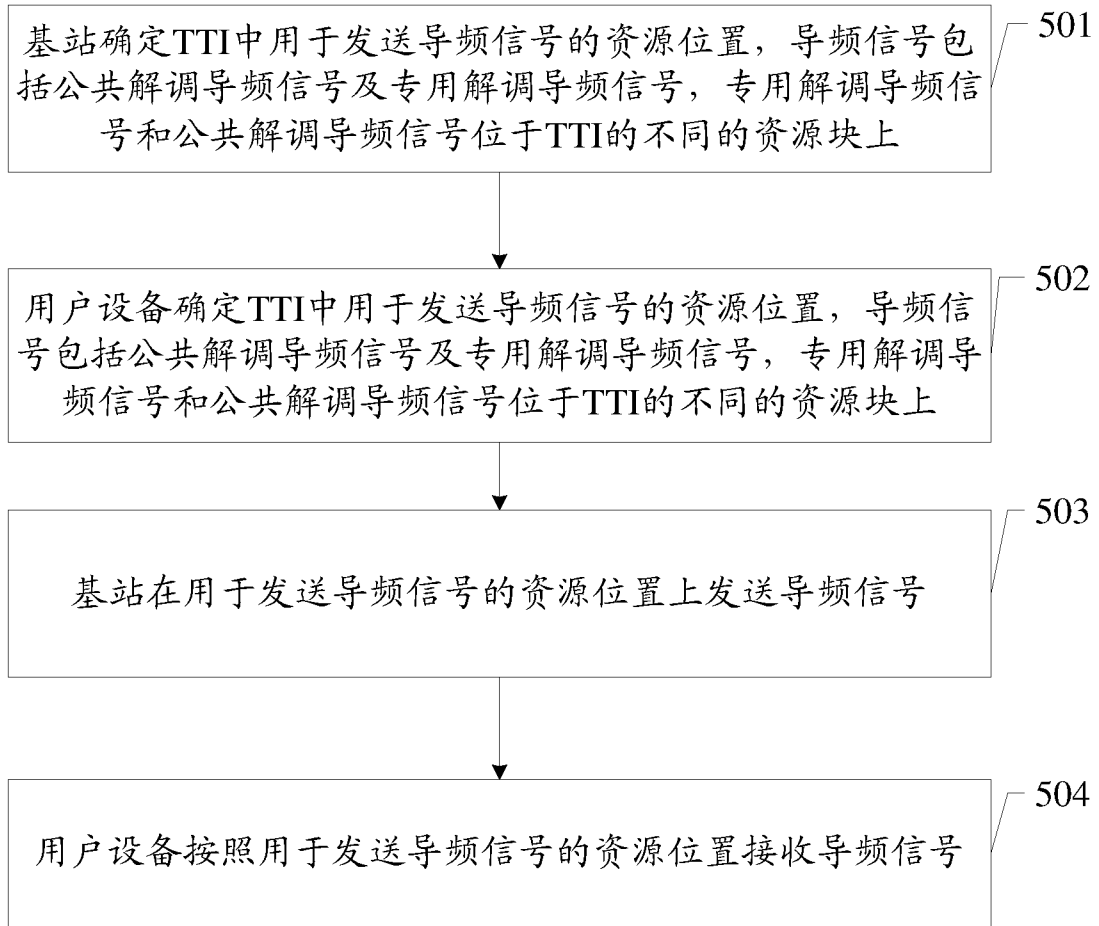 基站确定TTI中用于发送导频信号的资源位置，导频信号包
括公共解调导频信号及专用解调导频信号，专用解调导频信
号和公共解调导频信号位于TTI的不同的资源块上
501
用户设备确定TTI中用于发送导频信号的资源位置，导频信
号包括公共解调导频信号及专用解调导频信号，专用解调导
频信号和公共解调导频信号位于TTI的不同的资源块上
502
基站在用于发送导频信号的资源位置上发送导频信号
503
用户设备按照用于发送导频信号的资源位置接收导频信号
504